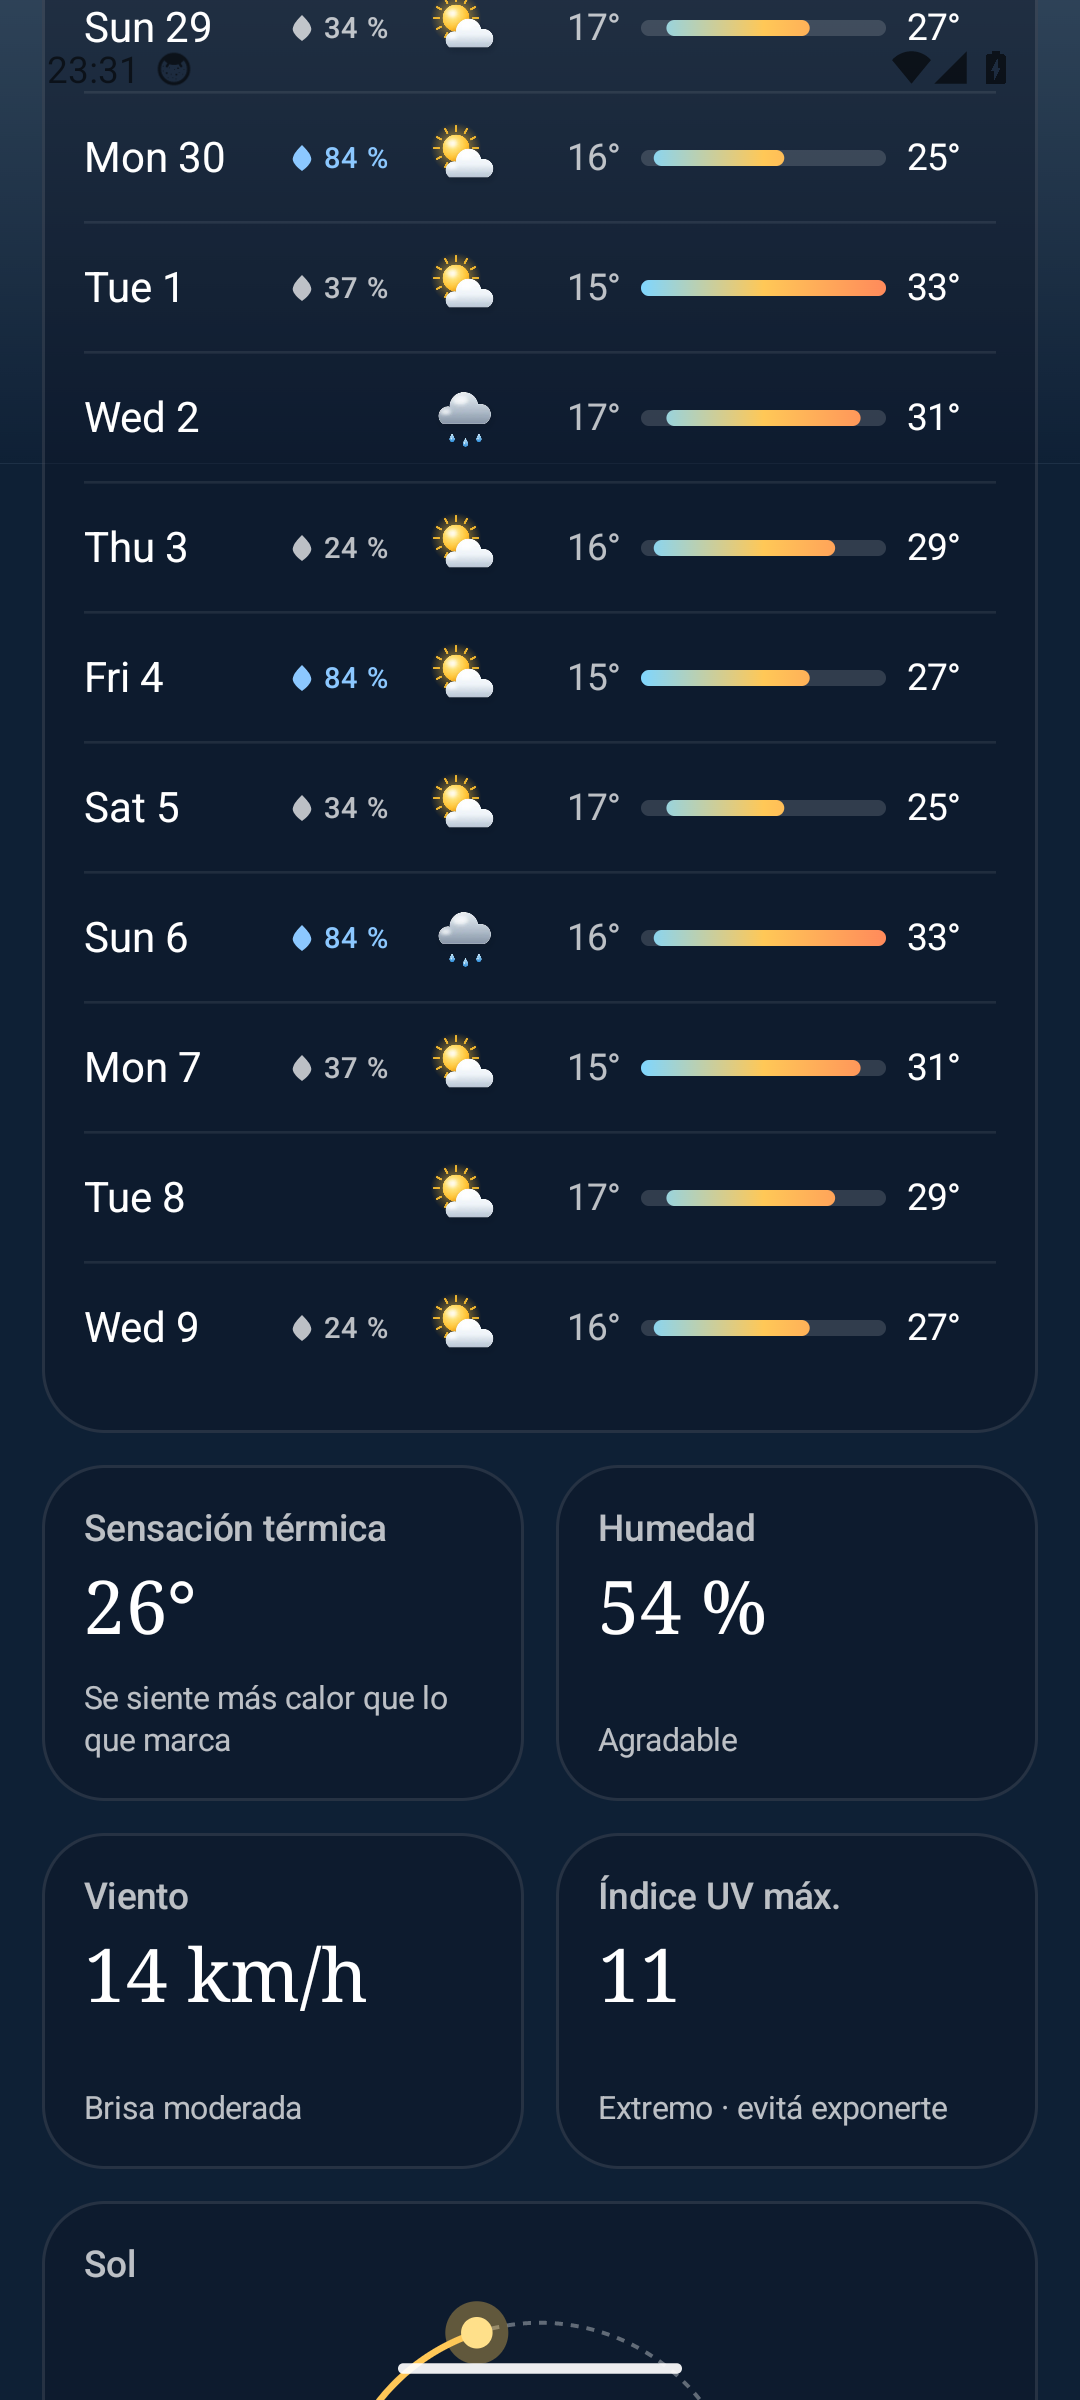 Sun 29 34 % 17° 27°
23:31
Mon 30 84 % 16° 25°
Tue 1 37 % 15° 33°
Wed 2 17° 31°
Thu 3 24 % 16° 29°
Fri 4 84 % 15° 27°
Sat 5 34 % 17° 25°
Sun 6 84 % 16° 33°
Mon 7 37 % 15° 31°
Tue 8 17° 29°
Wed 9 24 % 16° 27°
Sensación térmica
26°
Se siente más calor que lo
que marca
Humedad
54 %
Agradable
Viento
14 km/h
Brisa moderada
Índice UV máx.
11
Extremo · evitá exponerte
Sol